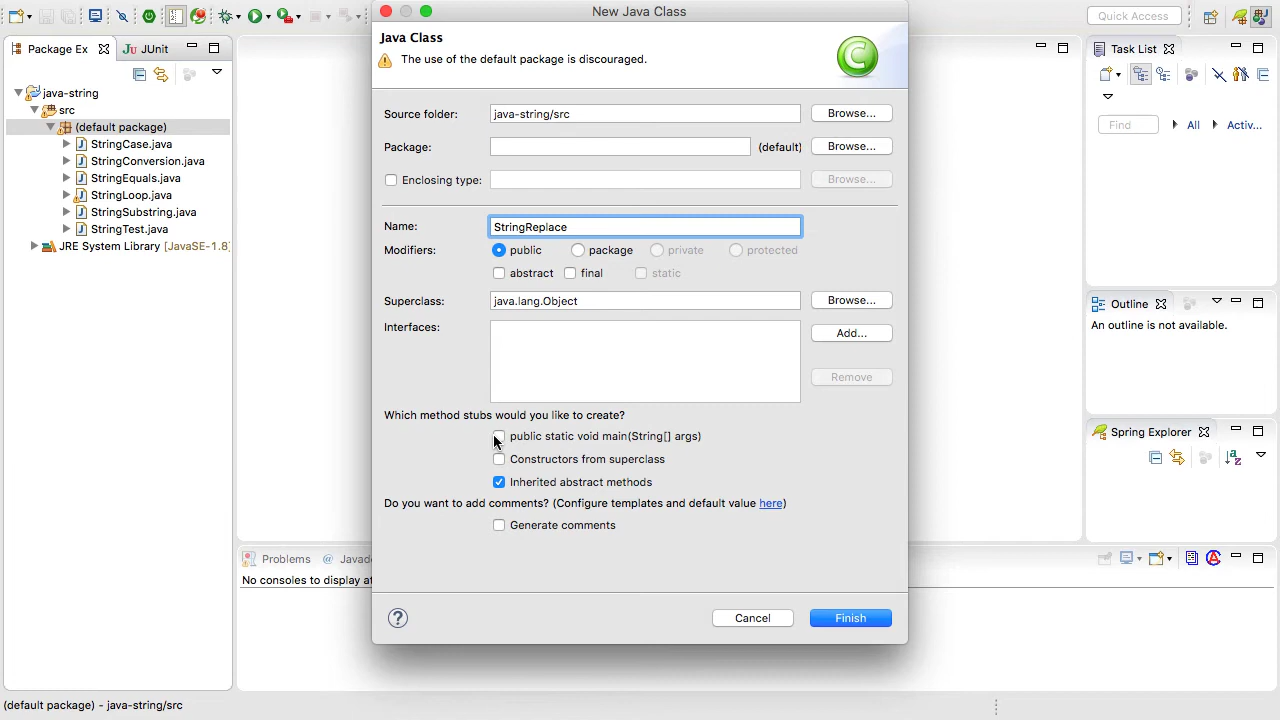 New Java Class
Quick Access
Package Ex
JUnit
java-string
src
(default package)
StringCase.java
StringConversion.java
StringEquals.java
StringLoop.java
StringSubstring.java
StringTest.java
JRE System Library [JavaSE-1.8]
Java Class
The use of the default package is discouraged.
Source folder: java-string/src Browse...
Package: (default) Browse...
Enclosing type: Browse...
Name: StringReplace
Modifiers: public package private protected
abstract final static
Superclass: java.lang.Object Browse...
Interfaces: Add...
Remove
Which method stubs would you like to create?
public static void main(String[] args)
Constructors from superclass
Inherited abstract methods
Do you want to add comments? (Configure templates and default value here)
Generate comments
? Cancel Finish
Task List
Find All Activ...
Outline
An outline is not available.
Spring Explorer
Problems @ Javad
No consoles to display at
(default package) - java-string/src